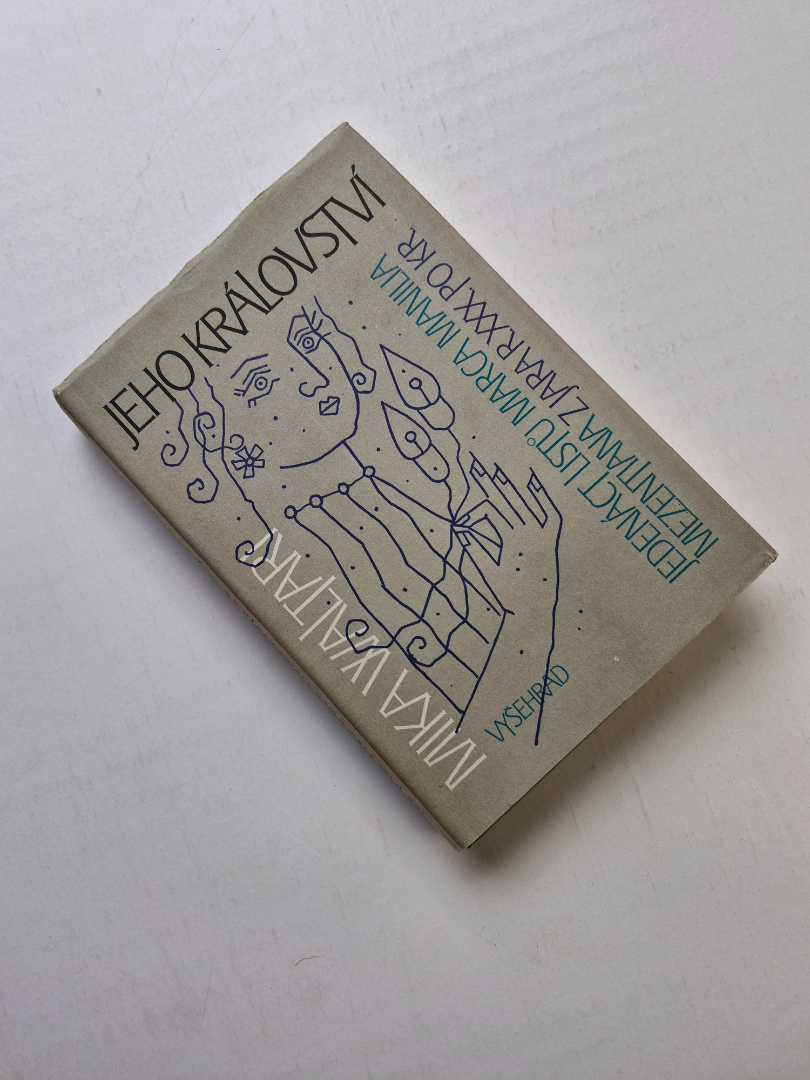 JEHO KRÁLOVSTVÍ
MIKA WALTARI
JEDENÁCT LISTŮ MARCA MANILIA
MEZENTIANA Z JARA R. XXX. PO KR.
VYŠEHRAD